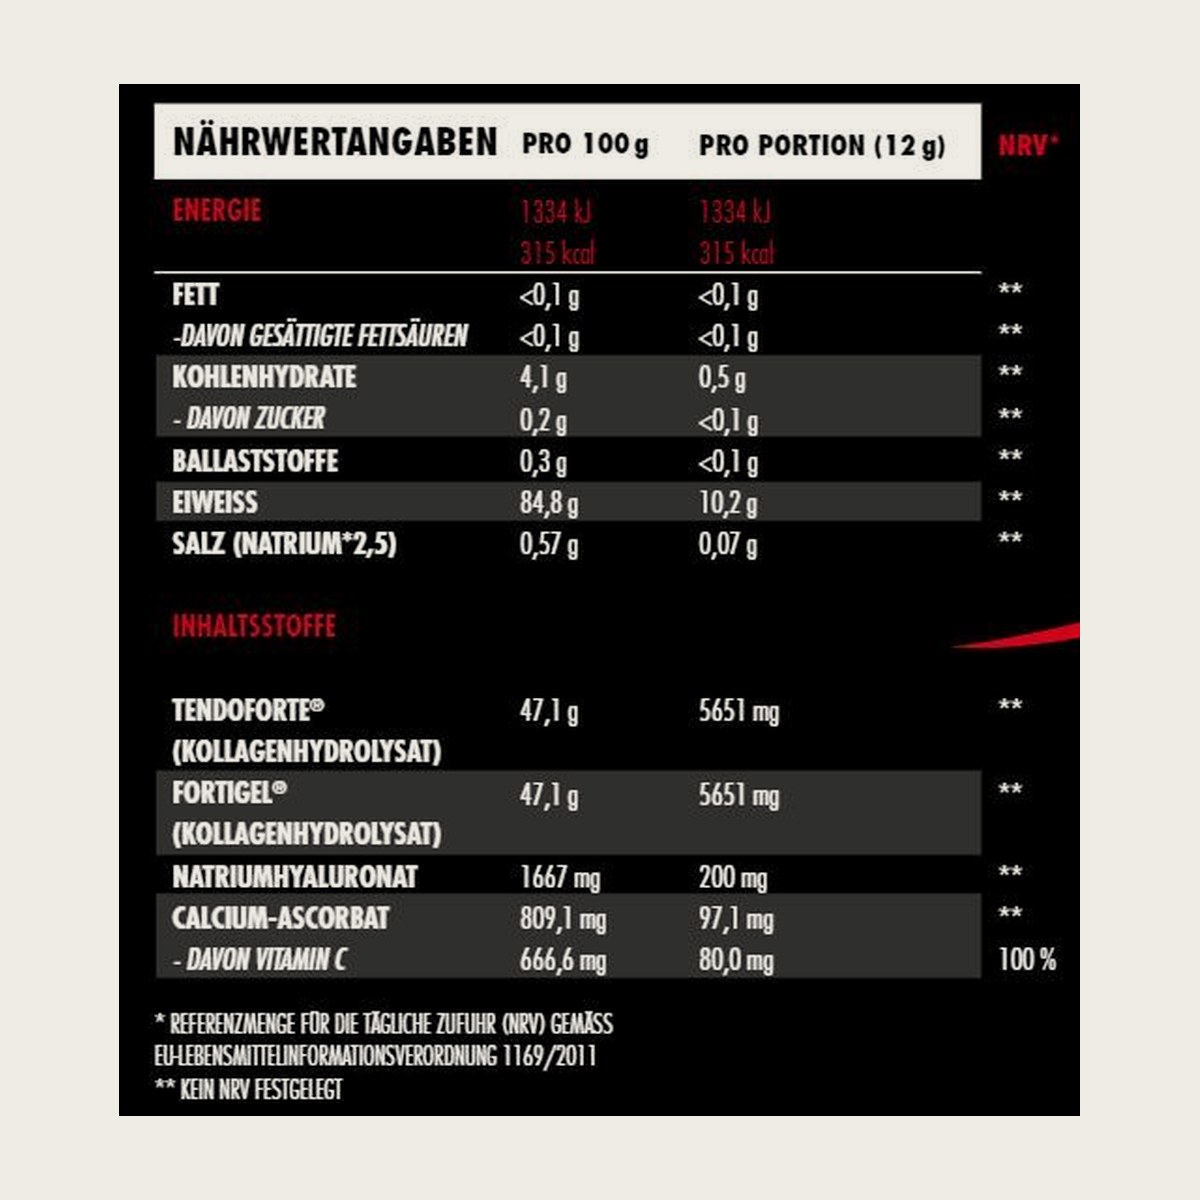 NÄHRWERTANGABEN PRO 100 g PRO PORTION (12 g) NRV*
ENERGIE 1334 kJ 1334 kJ
315 kcal 315 kcal
FETT <0,1 g <0,1 g **
-DAVON GESÄTTIGTE FETTSÄUREN <0,1 g <0,1 g **
KOHLENHYDRATE 4,1 g 0,5 g **
- DAVON ZUCKER 0,2 g <0,1 g **
BALLASTSTOFFE 0,3 g <0,1 g **
EIWEISS 84,8 g 10,2 g **
SALZ (NATRIUM*2,5) 0,57 g 0,07 g **
INHALTSSTOFFE
TENDOFORTE® 47,1 g 5651 mg **
(KOLLAGENHYDROLYSAT)
FORTIGEL® 47,1 g 5651 mg **
(KOLLAGENHYDROLYSAT)
NATRIUMHYALURONAT 1667 mg 200 mg **
CALCIUM-ASCORBAT 809,1 mg 97,1 mg **
- DAVON VITAMIN C 666,6 mg 80,0 mg 100 %
* REFERENZMENGE FÜR DIE TÄGLICHE ZUFUHR (NRV) GEMÄSS
EU-LEBENSMITTELINFORMATIONSVERORDNUNG 1169/2011
** KEIN NRV FESTGELEGT